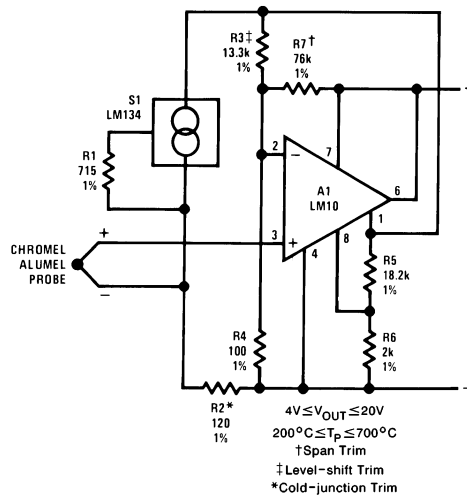 R3‡
13.3k
1%
R7†
76k
1%
S1
LM134
R1
715
1%
2
−
7
A1
LM10
6
1
3
+
4
8
+
CHROMEL
ALUMEL
PROBE
−
R5
18.2k
1%
R4
100
1%
R6
2k
1%
R2*
120
1%
4V≤VOUT≤20V
200°C≤TP≤700°C
†Span Trim
‡Level-shift Trim
*Cold-junction Trim